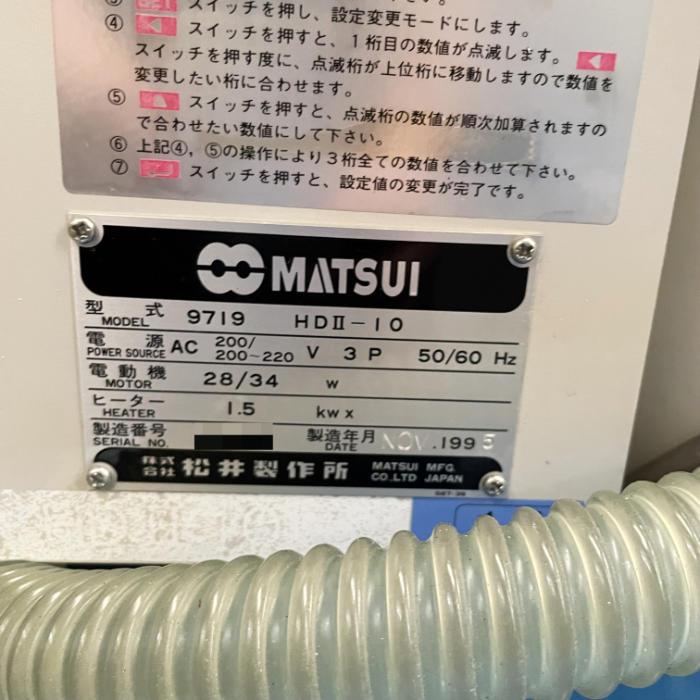 ③ SET スイッチを押し、設定変更モードにします。
④ スイッチを押すと、1桁目の数値が点滅します。
スイッチを押す度に、点滅桁が上位桁に移動しますので数値を
変更したい桁に合わせます。
⑤ スイッチを押すと、点滅桁の数値が順次加算されますの
で合わせたい数値にして下さい。
⑥ 上記④, ⑤の操作により3桁全ての数値を合わせて下さい。
⑦ スイッチを押すと、設定値の変更が完了です。
MATSUI
型式 MODEL 9719 HDⅡ-10
電源 POWER SOURCE AC 200/200~220 V 3 P 50/60 Hz
電動機 MOTOR 28/34 W
ヒーター HEATER 1.5 kw x
製造番号 SERIAL NO. 製造年月 DATE NOV.1995
株式会社 松井製作所 MATSUI MFG. CO.,LTD JAPAN